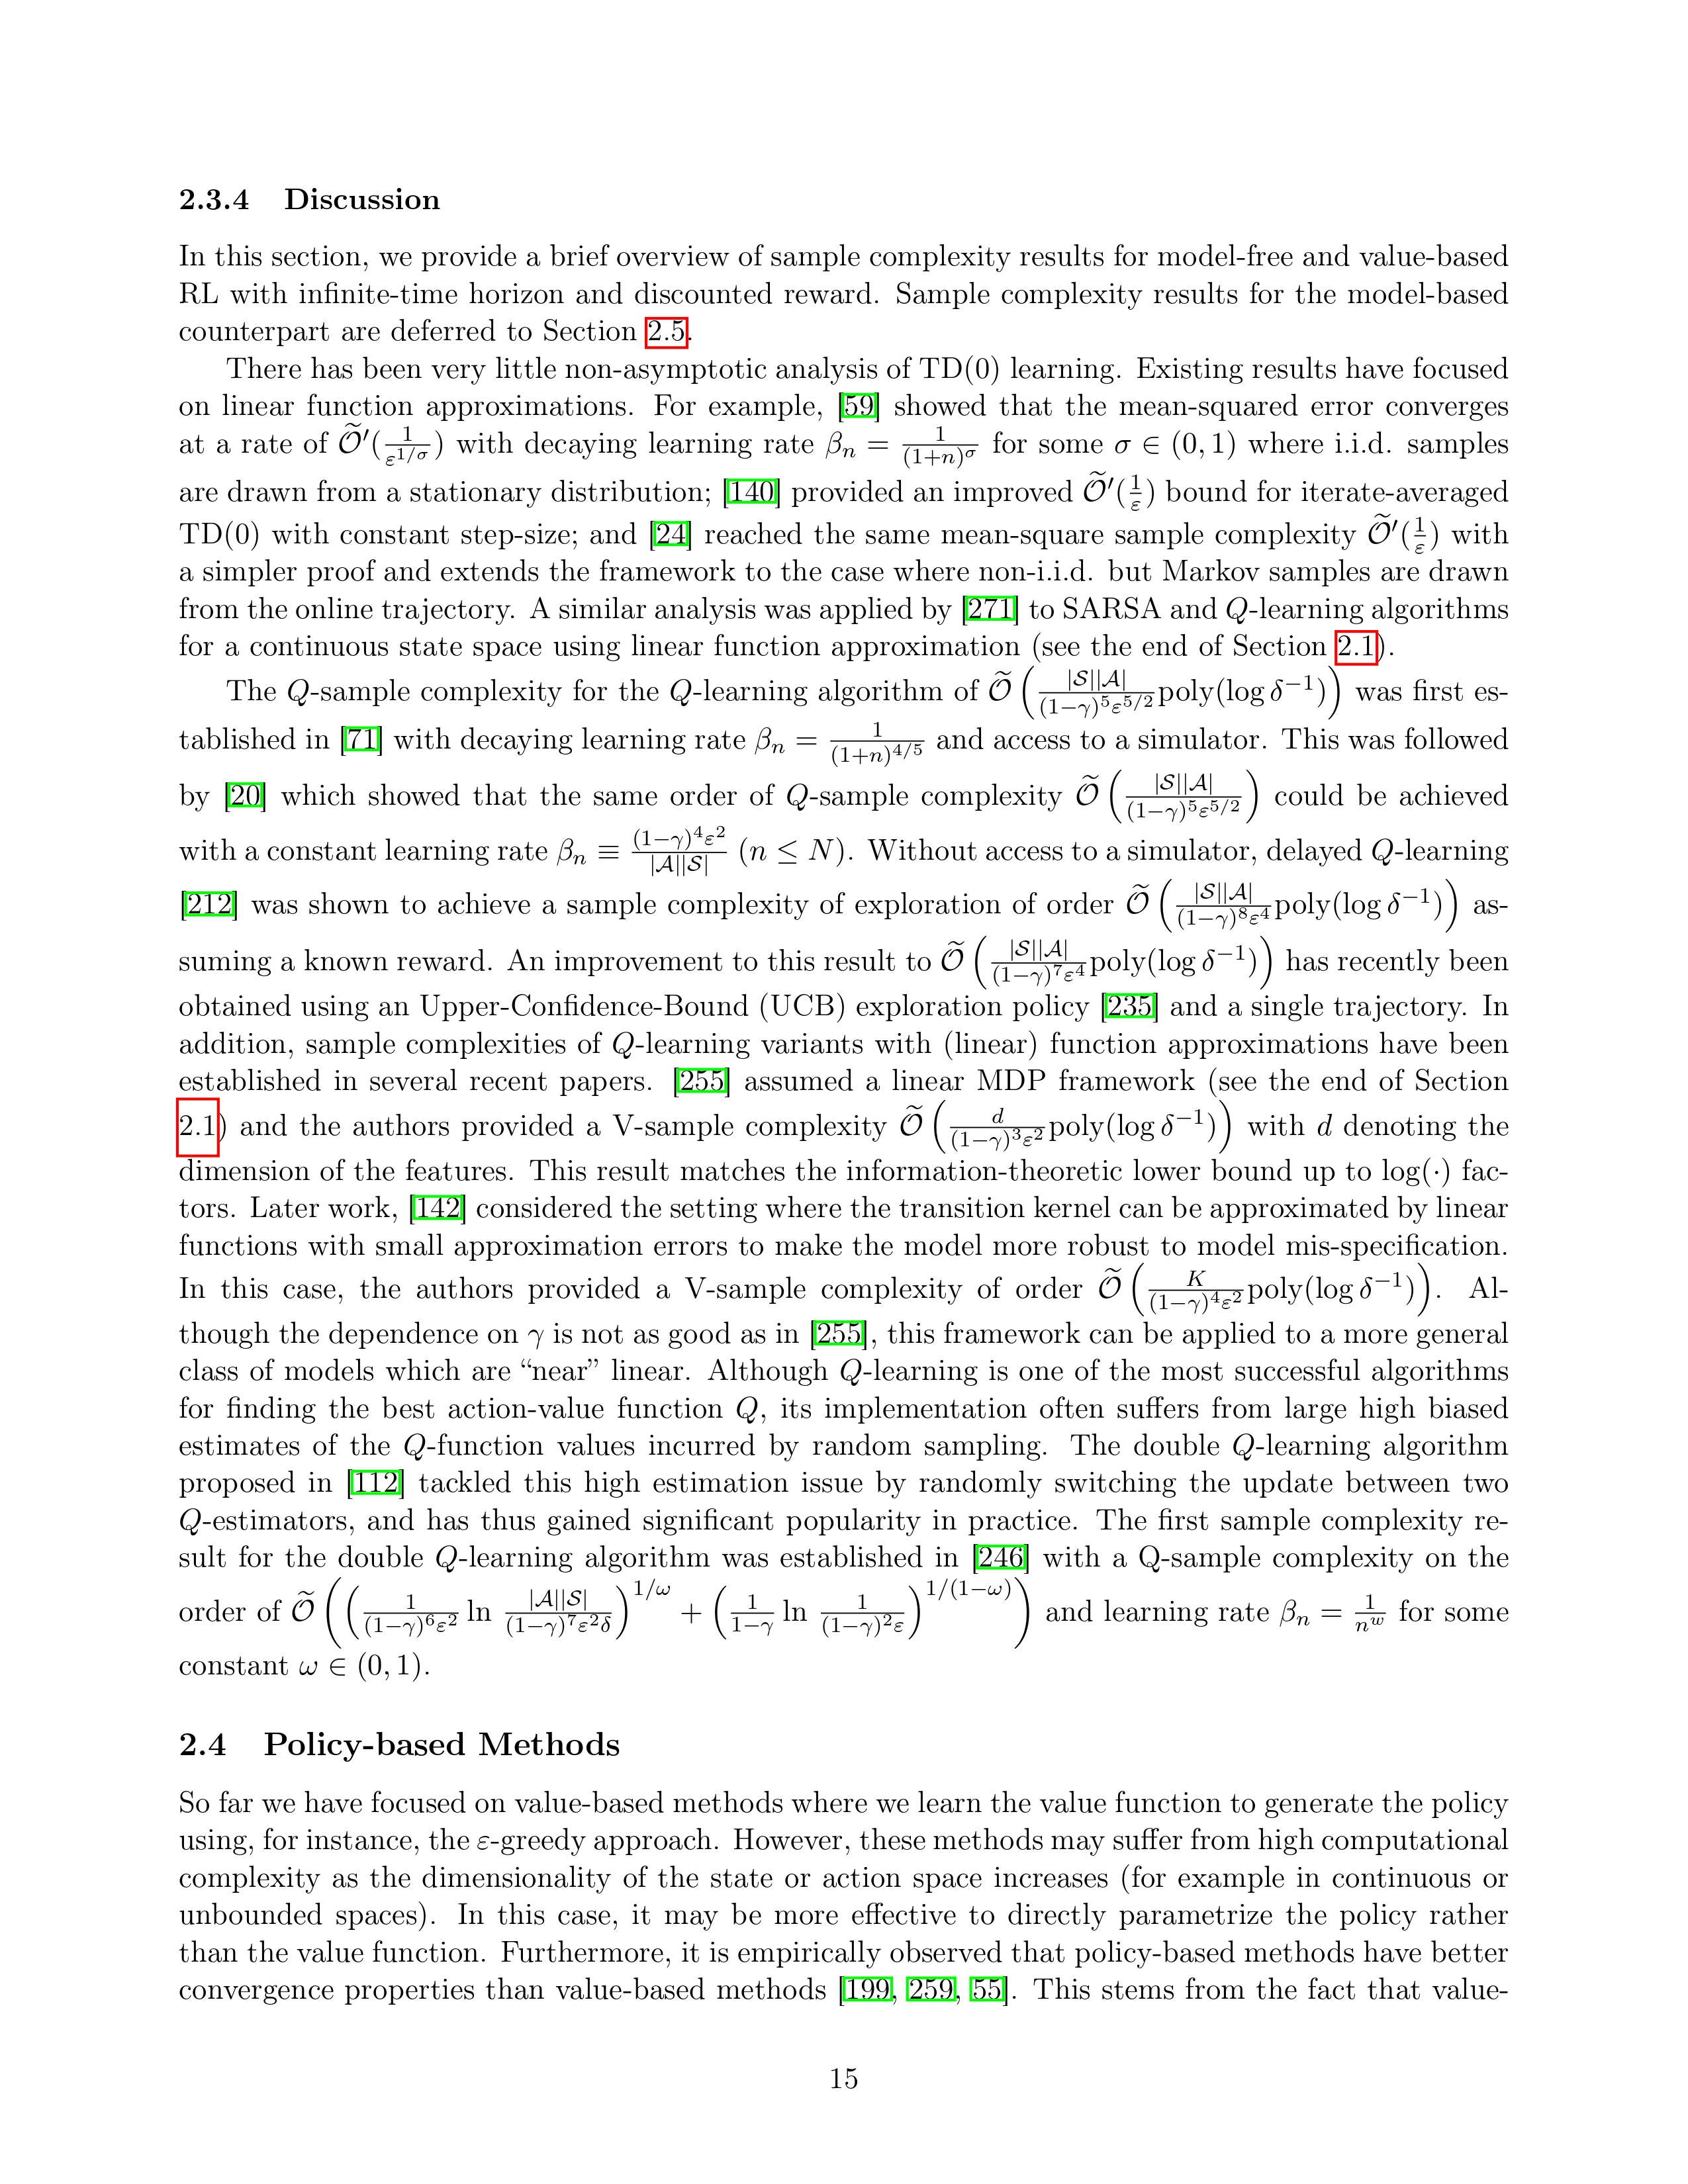 2.3.4 Discussion
In this section, we provide a brief overview of sample complexity results for model-free and value-based
RL with infinite-time horizon and discounted reward. Sample complexity results for the model-based
counterpart are deferred to Section 2.5.
There has been very little non-asymptotic analysis of TD(0) learning. Existing results have focused
on linear function approximations. For example, [59] showed that the mean-squared error converges
at a rate of $\widetilde{\mathcal{O}}'(\frac{1}{\varepsilon^{1/\sigma}})$ with decaying learning rate $\beta_n = \frac{1}{(1+n)^\sigma}$ for some $\sigma \in (0, 1)$ where i.i.d. samples
are drawn from a stationary distribution; [140] provided an improved $\widetilde{\mathcal{O}}'(\frac{1}{\varepsilon})$ bound for iterate-averaged
TD(0) with constant step-size; and [24] reached the same mean-square sample complexity $\widetilde{\mathcal{O}}'(\frac{1}{\varepsilon})$ with
a simpler proof and extends the framework to the case where non-i.i.d. but Markov samples are drawn
from the online trajectory. A similar analysis was applied by [271] to SARSA and Q-learning algorithms
for a continuous state space using linear function approximation (see the end of Section 2.1).
The Q-sample complexity for the Q-learning algorithm of $\widetilde{\mathcal{O}}\left(\frac{|\mathcal{S}||\mathcal{A}|}{(1-\gamma)^5\varepsilon^{5/2}}\text{poly}(\log \delta^{-1})\right)$ was first es-
tablished in [71] with decaying learning rate $\beta_n = \frac{1}{(1+n)^{4/5}}$ and access to a simulator. This was followed
by [20] which showed that the same order of Q-sample complexity $\widetilde{\mathcal{O}}\left(\frac{|\mathcal{S}||\mathcal{A}|}{(1-\gamma)^5\varepsilon^{5/2}}\right)$ could be achieved
with a constant learning rate $\beta_n \equiv \frac{(1-\gamma)^4\varepsilon^2}{|\mathcal{A}||\mathcal{S}|}$ $(n \leq N)$. Without access to a simulator, delayed Q-learning
[212] was shown to achieve a sample complexity of exploration of order $\widetilde{\mathcal{O}}\left(\frac{|\mathcal{S}||\mathcal{A}|}{(1-\gamma)^8\varepsilon^4}\text{poly}(\log \delta^{-1})\right)$ as-
suming a known reward. An improvement to this result to $\widetilde{\mathcal{O}}\left(\frac{|\mathcal{S}||\mathcal{A}|}{(1-\gamma)^7\varepsilon^4}\text{poly}(\log \delta^{-1})\right)$ has recently been
obtained using an Upper-Confidence-Bound (UCB) exploration policy [235] and a single trajectory. In
addition, sample complexities of Q-learning variants with (linear) function approximations have been
established in several recent papers. [255] assumed a linear MDP framework (see the end of Section
2.1) and the authors provided a V-sample complexity $\widetilde{\mathcal{O}}\left(\frac{d}{(1-\gamma)^3\varepsilon^2}\text{poly}(\log \delta^{-1})\right)$ with $d$ denoting the
dimension of the features. This result matches the information-theoretic lower bound up to log(·) fac-
tors. Later work, [142] considered the setting where the transition kernel can be approximated by linear
functions with small approximation errors to make the model more robust to model mis-specification.
In this case, the authors provided a V-sample complexity of order $\widetilde{\mathcal{O}}\left(\frac{K}{(1-\gamma)^4\varepsilon^2}\text{poly}(\log \delta^{-1})\right)$. Al-
though the dependence on $\gamma$ is not as good as in [255], this framework can be applied to a more general
class of models which are “near” linear. Although Q-learning is one of the most successful algorithms
for finding the best action-value function Q, its implementation often suffers from large high biased
estimates of the Q-function values incurred by random sampling. The double Q-learning algorithm
proposed in [112] tackled this high estimation issue by randomly switching the update between two
Q-estimators, and has thus gained significant popularity in practice. The first sample complexity re-
sult for the double Q-learning algorithm was established in [246] with a Q-sample complexity on the
order of $\widetilde{\mathcal{O}}\left(\left(\frac{1}{(1-\gamma)^6\varepsilon^2}\ln\frac{|\mathcal{A}||\mathcal{S}|}{(1-\gamma)^7\varepsilon^2\delta}\right)^{1/\omega} + \left(\frac{1}{1-\gamma}\ln\frac{1}{(1-\gamma)^2\varepsilon}\right)^{1/(1-\omega)}\right)$ and learning rate $\beta_n = \frac{1}{n^w}$ for some
constant $\omega \in (0, 1)$.
2.4 Policy-based Methods
So far we have focused on value-based methods where we learn the value function to generate the policy
using, for instance, the $\varepsilon$-greedy approach. However, these methods may suffer from high computational
complexity as the dimensionality of the state or action space increases (for example in continuous or
unbounded spaces). In this case, it may be more effective to directly parametrize the policy rather
than the value function. Furthermore, it is empirically observed that policy-based methods have better
convergence properties than value-based methods [199, 259, 55]. This stems from the fact that value-
15